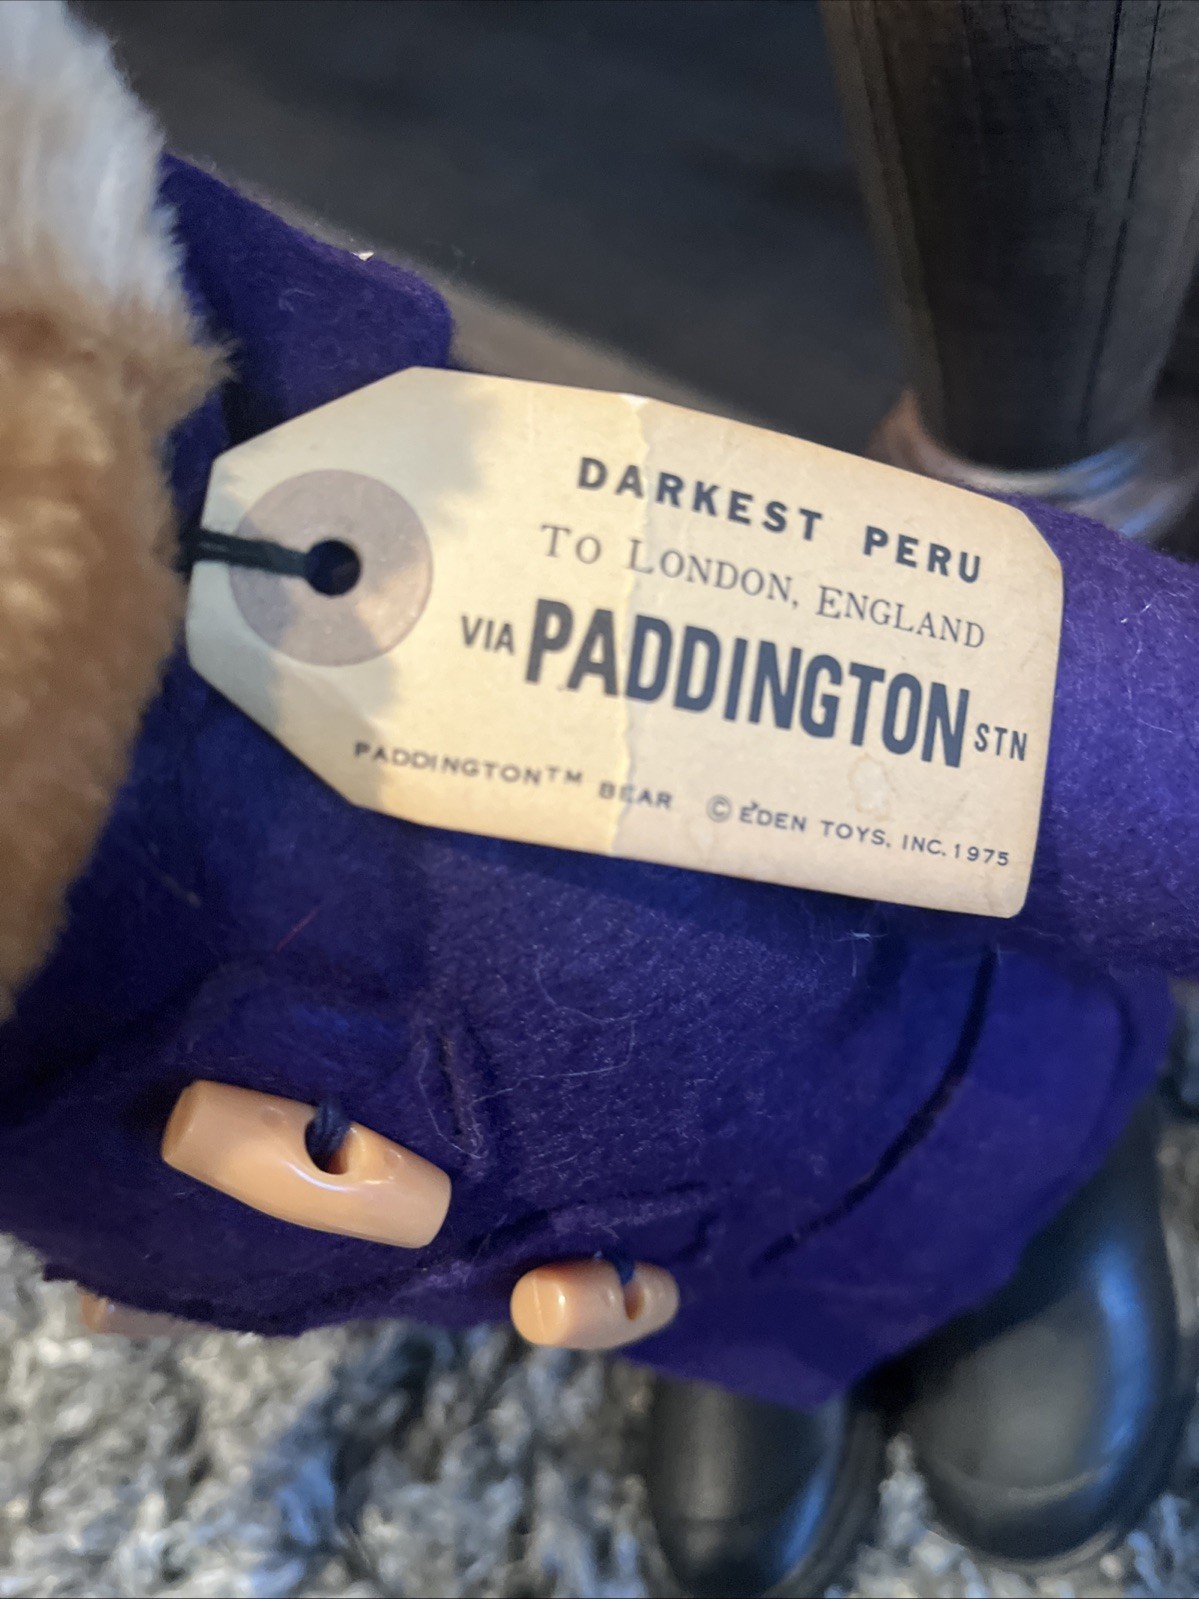 DARKEST PERU
TO LONDON, ENGLAND
VIA PADDINGTON STN
PADDINGTON™ BEAR © EDEN TOYS, INC. 1975